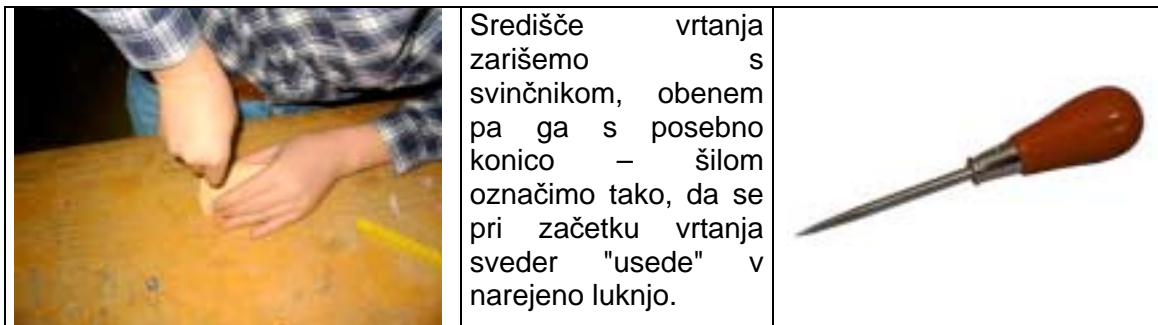 Središče vrtanja
zarišemo s
svinčnikom, obenem
pa ga s posebno
konico – šilom
označimo tako, da se
pri začetku vrtanja
sveder "usede" v
narejeno luknjo.